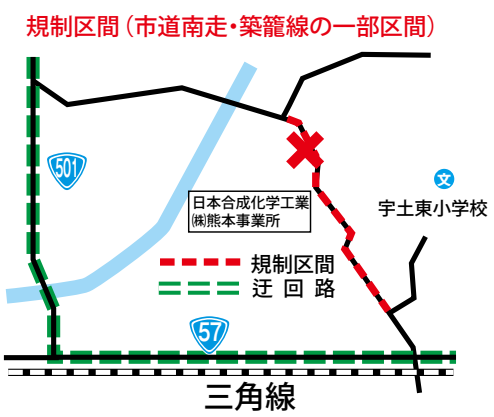 規制区間(市道南走・築籠線の一部区間)
501
文
日本合成化学工業
㈱熊本事業所
宇土東小学校
規制区間
迂回路
57
三角線